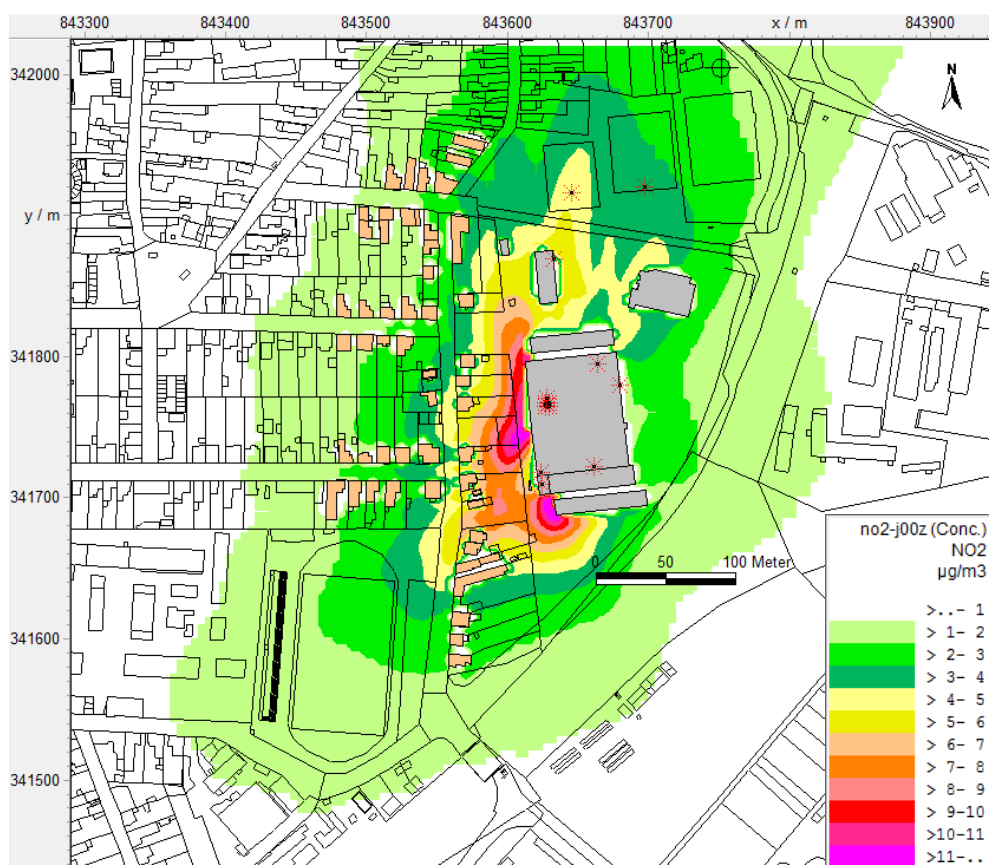 843300 843400 843500 843600 843700 x / m 843900
342000
N
y / m
341800
341700
0 50 100 Meter
341600
341500
no2-j00z (Conc.)
NO2
µg/m3
>..- 1
> 1- 2
> 2- 3
> 3- 4
> 4- 5
> 5- 6
> 6- 7
> 7- 8
> 8- 9
> 9-10
>10-11
>11-..